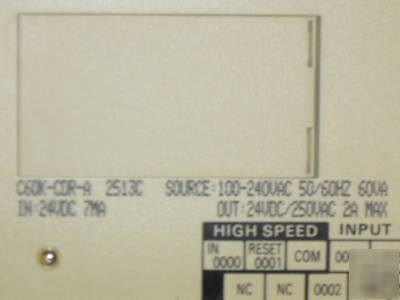 C60K-CDR-A 2513C SOURCE:100-240VAC 50/60HZ 60VA
IN:24VDC 7MA OUT:24VDC/250VAC 2A MAX
HIGH SPEED INPUT
IN 0000 RESET 0001 COM
NC NC 0002